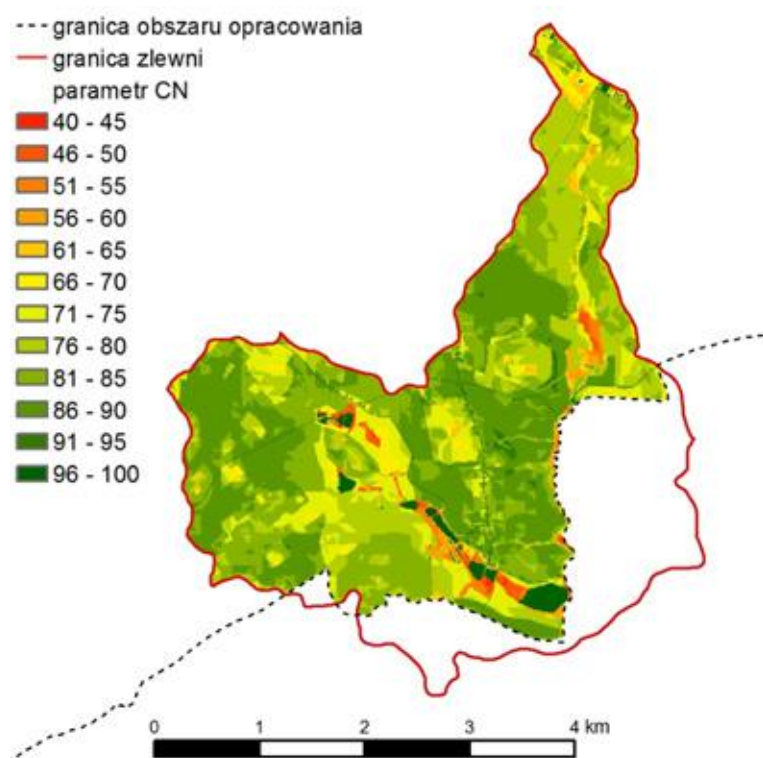 granica obszaru opracowania
granica zlewni
parametr CN
40 - 45
46 - 50
51 - 55
56 - 60
61 - 65
66 - 70
71 - 75
76 - 80
81 - 85
86 - 90
91 - 95
96 - 100
0 1 2 3 4 km